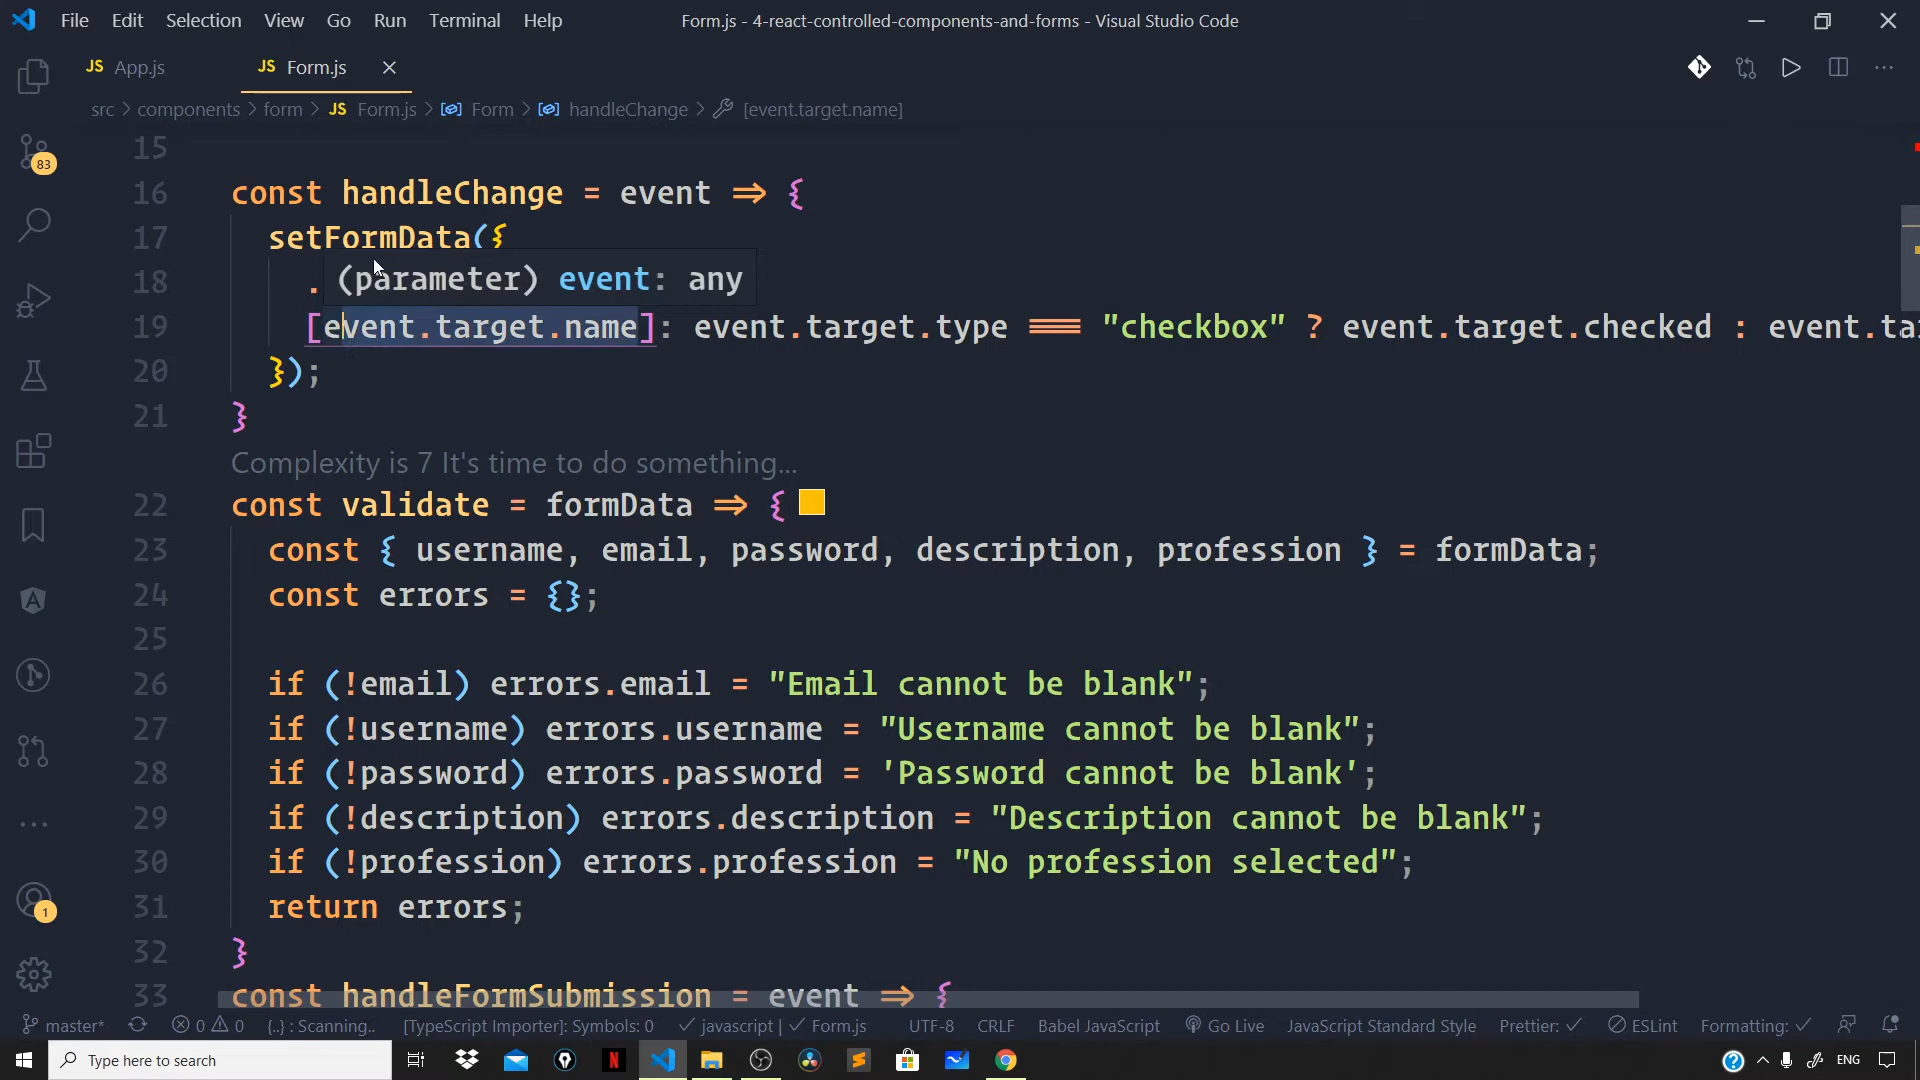 File Edit Selection View Go Run Terminal Help Form.js - 4-react-controlled-components-and-forms - Visual Studio Code
JS App.js JS Form.js
src > components > form > JS Form.js > Form > handleChange > [event.target.name]
15
16 const handleChange = event => {
17 setFormData({
(parameter) event: any
18 .
19 [event.target.name]: event.target.type === "checkbox" ? event.target.checked : event.ta
20 });
21 }
Complexity is 7 It's time to do something...
22 const validate = formData => {
23 const { username, email, password, description, profession } = formData;
24 const errors = {};
25
26 if (!email) errors.email = "Email cannot be blank";
27 if (!username) errors.username = "Username cannot be blank";
28 if (!password) errors.password = 'Password cannot be blank';
29 if (!description) errors.description = "Description cannot be blank";
30 if (!profession) errors.profession = "No profession selected";
31 return errors;
32 }
33 const handleFormSubmission = event => {
83
1
master* 0 0 {..} : Scanning.. [TypeScript Importer]: Symbols: 0 javascript | Form.js UTF-8 CRLF Babel JavaScript Go Live JavaScript Standard Style Prettier: ESLint Formatting:
Type here to search ENG